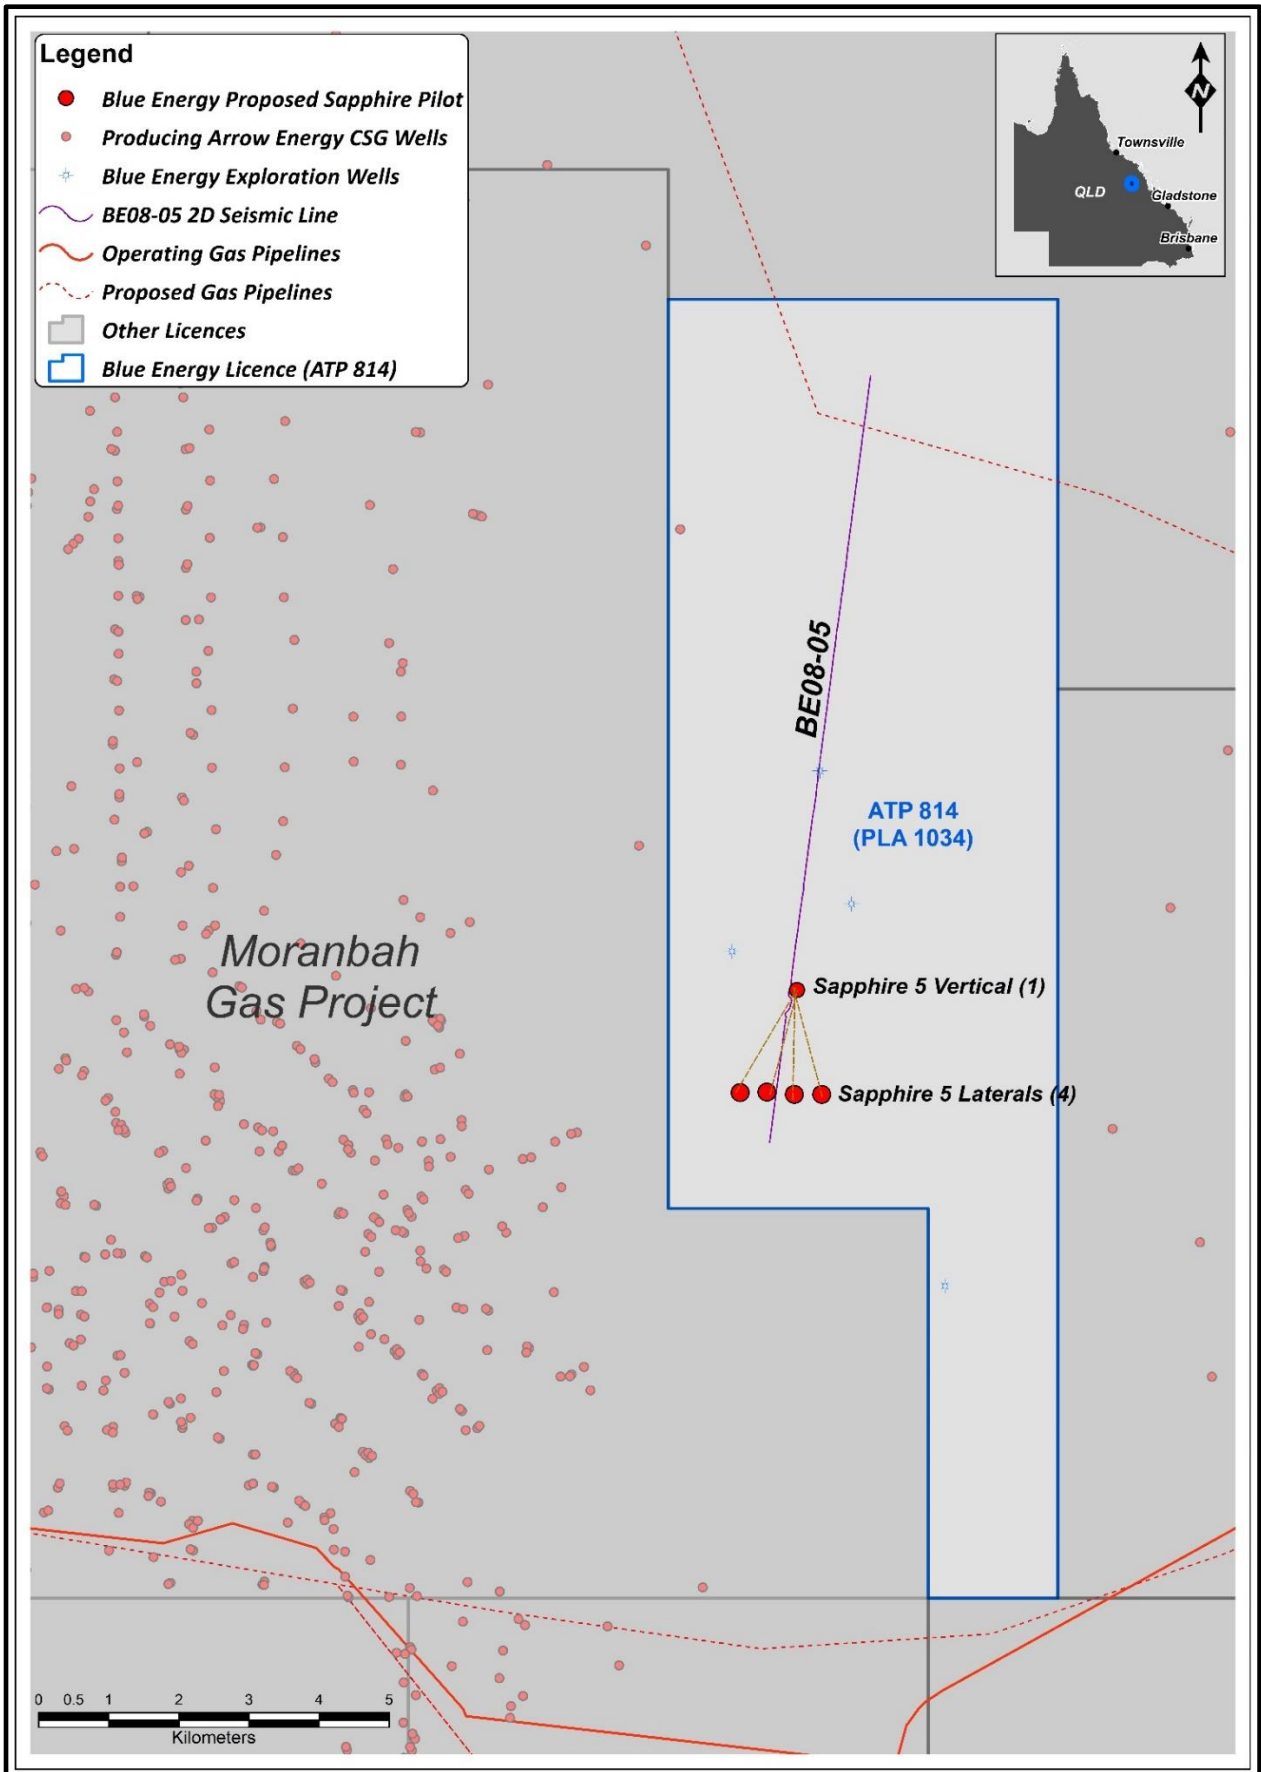 Legend
Blue Energy Proposed Sapphire Pilot
Producing Arrow Energy CSG Wells
Blue Energy Exploration Wells
BE08-05 2D Seismic Line
Operating Gas Pipelines
Proposed Gas Pipelines
Other Licences
Blue Energy Licence (ATP 814)
N
Townsville
QLD
Gladstone
Brisbane
BE08-05
ATP 814
(PLA 1034)
Moranbah
Gas Project
Sapphire 5 Vertical (1)
Sapphire 5 Laterals (4)
0 0.5 1 2 3 4 5
Kilometers